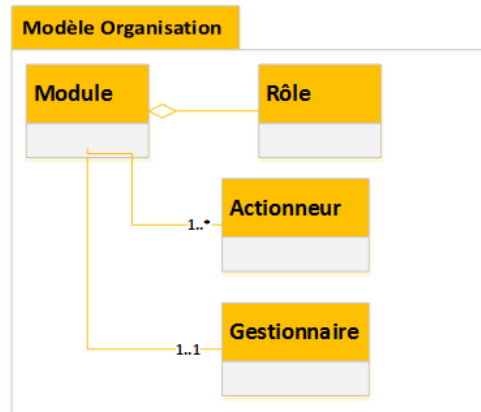 Modèle Organisation
Module
Rôle
Actionneur
1..*
Gestionnaire
1..1